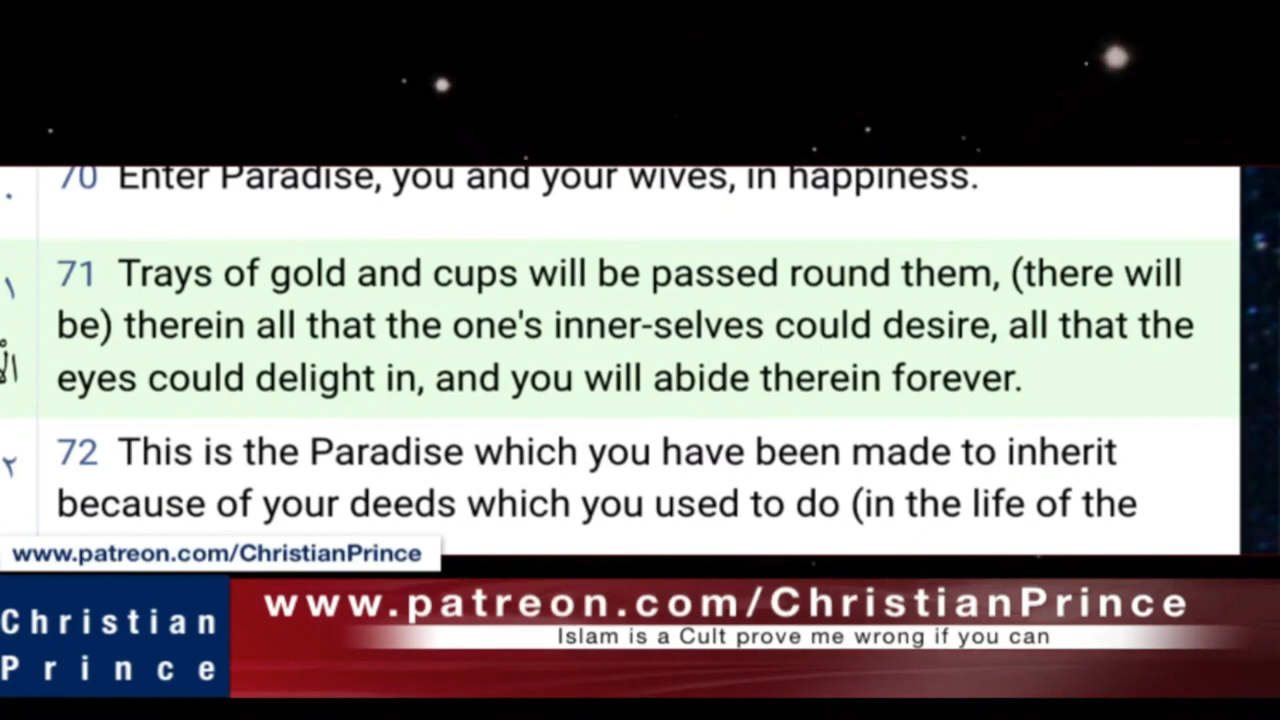 70 Enter Paradise, you and your wives, in happiness.
١ 71 Trays of gold and cups will be passed round them, (there will
be) therein all that the one's inner-selves could desire, all that the
eyes could delight in, and you will abide therein forever.
٢ 72 This is the Paradise which you have been made to inherit
because of your deeds which you used to do (in the life of the
www.patreon.com/ChristianPrince
Christian
Prince
www.patreon.com/ChristianPrince
Islam is a Cult prove me wrong if you can